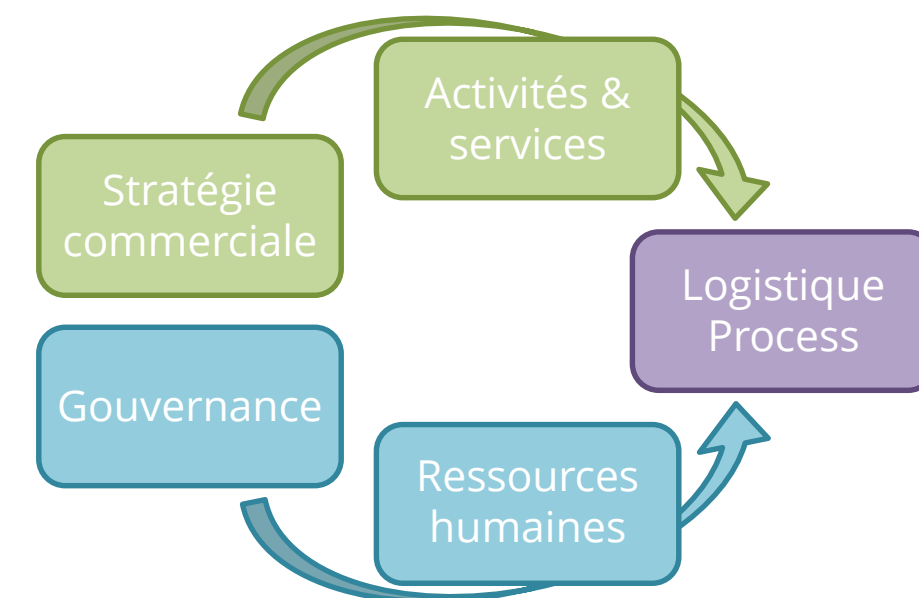 Activités &
services
Stratégie
commerciale
Logistique
Process
Gouvernance
Ressources
humaines